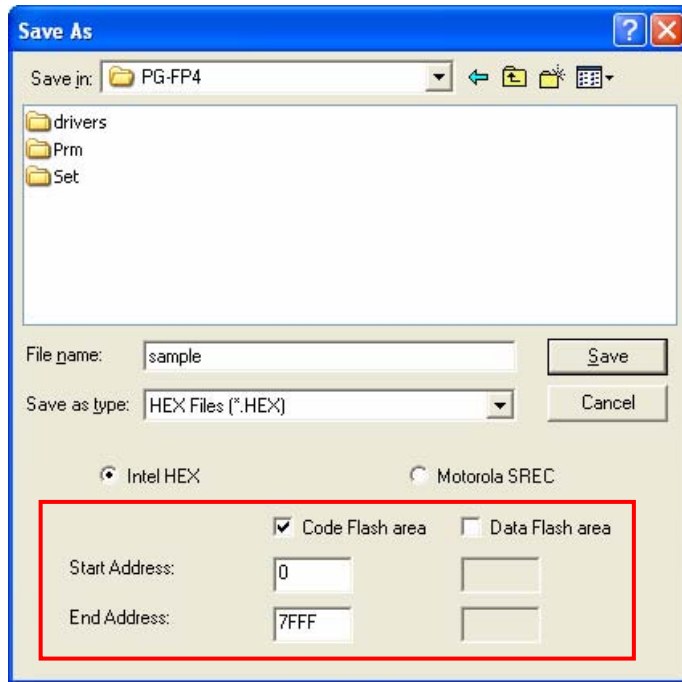 Save As
Save in: PG-FP4
drivers
Prm
Set
File name: sample Save
Save as type: HEX Files (*.HEX) Cancel
Intel HEX Motorola SREC
Code Flash area Data Flash area
Start Address: 0
End Address: 7FFF